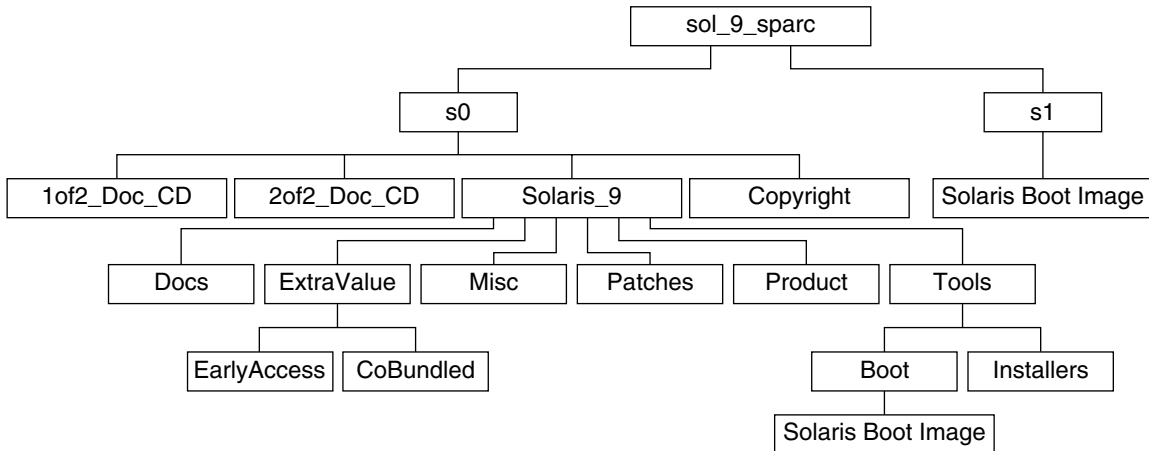 sol_9_sparc
s0
s1
1of2_Doc_CD
2of2_Doc_CD
Solaris_9
Copyright
Solaris Boot Image
Docs
ExtraValue
Misc
Patches
Product
Tools
EarlyAccess
CoBundled
Boot
Installers
Solaris Boot Image